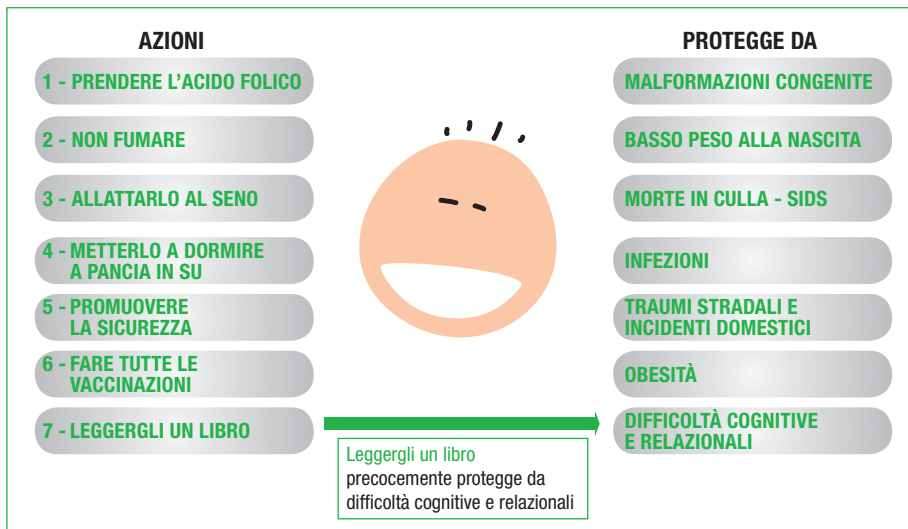 AZIONI
1 - PRENDERE L'ACIDO FOLICO
2 - NON FUMARE
3 - ALLATTARLO AL SENO
4 - METTERLO A DORMIRE
A PANCIA IN SU
5 - PROMUOVERE
LA SICUREZZA
6 - FARE TUTTE LE
VACCINAZIONI
7 - LEGGERGLI UN LIBRO
Leggergli un libro
precocemente protegge da
difficoltà cognitive e relazionali
PROTEGGE DA
MALFORMAZIONI CONGENITE
BASSO PESO ALLA NASCITA
MORTE IN CULLA - SIDS
INFEZIONI
TRAUMI STRADALI E
INCIDENTI DOMESTICI
OBESITÀ
DIFFICOLTÀ COGNITIVE
E RELAZIONALI